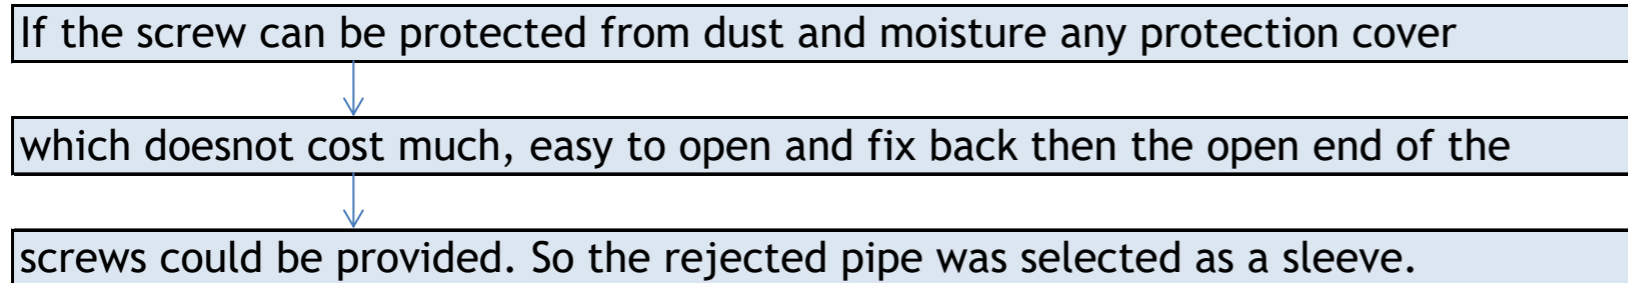 If the screw can be protected from dust and moisture any protection cover
which doesnot cost much, easy to open and fix back then the open end of the
screws could be provided. So the rejected pipe was selected as a sleeve.